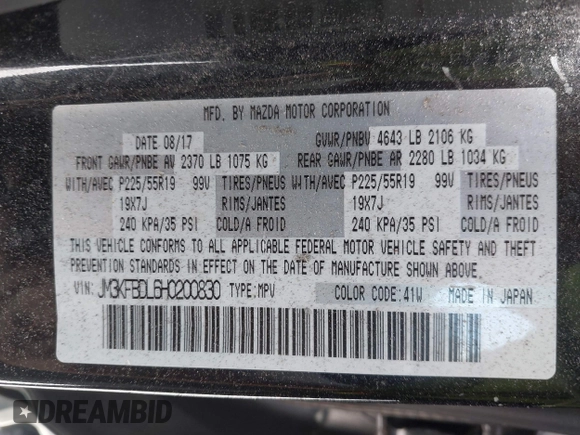 MFD. BY MAZDA MOTOR CORPORATION
DATE 08/17 GVWR/PNBV 4643 LB 2106 KG
FRONT GAWR/PNBE AV 2370 LB 1075 KG REAR GAWR/PNBE AR 2280 LB 1034 KG
WITH/AVEC P225/55R19 99V TIRES/PNEUS WITH/AVEC P225/55R19 99V TIRES/PNEUS
19X7J RIMS/JANTES 19X7J RIMS/JANTES
240 KPA/35 PSI COLD/A FROID 240 KPA/35 PSI COLD/A FROID
THIS VEHICLE CONFORMS TO ALL APPLICABLE FEDERAL MOTOR VEHICLE SAFETY AND THEFT
PREVENTION STANDARDS IN EFFECT ON THE DATE OF MANUFACTURE SHOWN ABOVE.
VIN: JM3KFBDL6H0200830 TYPE: MPV COLOR CODE: 41W MADE IN JAPAN
DREAMBID